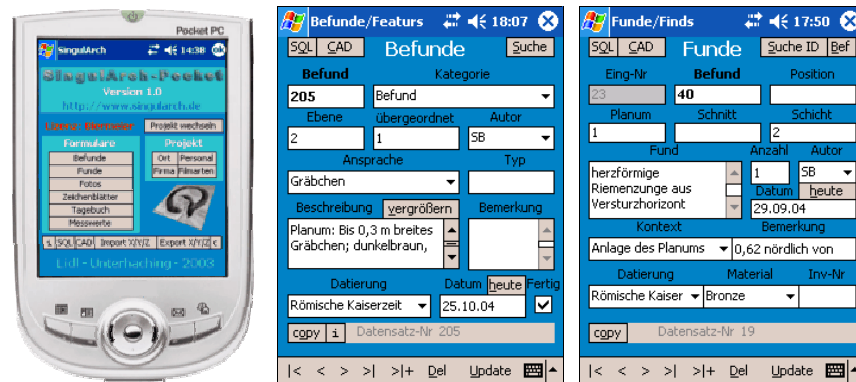 Pocket PC
SingulArch 14:38 ok
SingulArch-Pocket
Version 1.0
http://www.singularch.de
Projekt wechseln
Formulare
Projekt
Befunde
Ort Personal
Funde
Firma Filmarten
Fotos
Zeichenblätter
Tagebuch
Messwerte
SQL CAD Import X/Y/Z Export X/Y/Z <
Lidl - Unterhaching - 2003
Befunde/Featurs 18:07
SQL CAD Befunde Suche
Befund Kategorie
205 Befund
Ebene übergeordnet Autor
2 1 SB
Ansprache Typ
Gräbchen
Beschreibung vergrößern Bemerkung
Planum: Bis 0,3 m breites
Gräbchen; dunkelbraun,
Datierung Datum heute Fertig
Römische Kaiserzeit 25.10.04
copy i Datensatz-Nr 205
|< < > >| >|+ Del Update
Funde/Finds 17:50
SQL CAD Funde Suche ID Bef
Eing-Nr Befund Position
23 40
Planum Schnitt Schicht
1 2
Fund Anzahl Autor
herzförmige 1 SB
Riemenzunge aus
Datum heute
Versturzhorizont
29.09.04
Kontext Bemerkung
Anlage des Planums 0,62 nördlich von
Datierung Material Inv-Nr
Römische Kaiser Bronze
copy Datensatz-Nr 19
|< < > >| >|+ Del Update